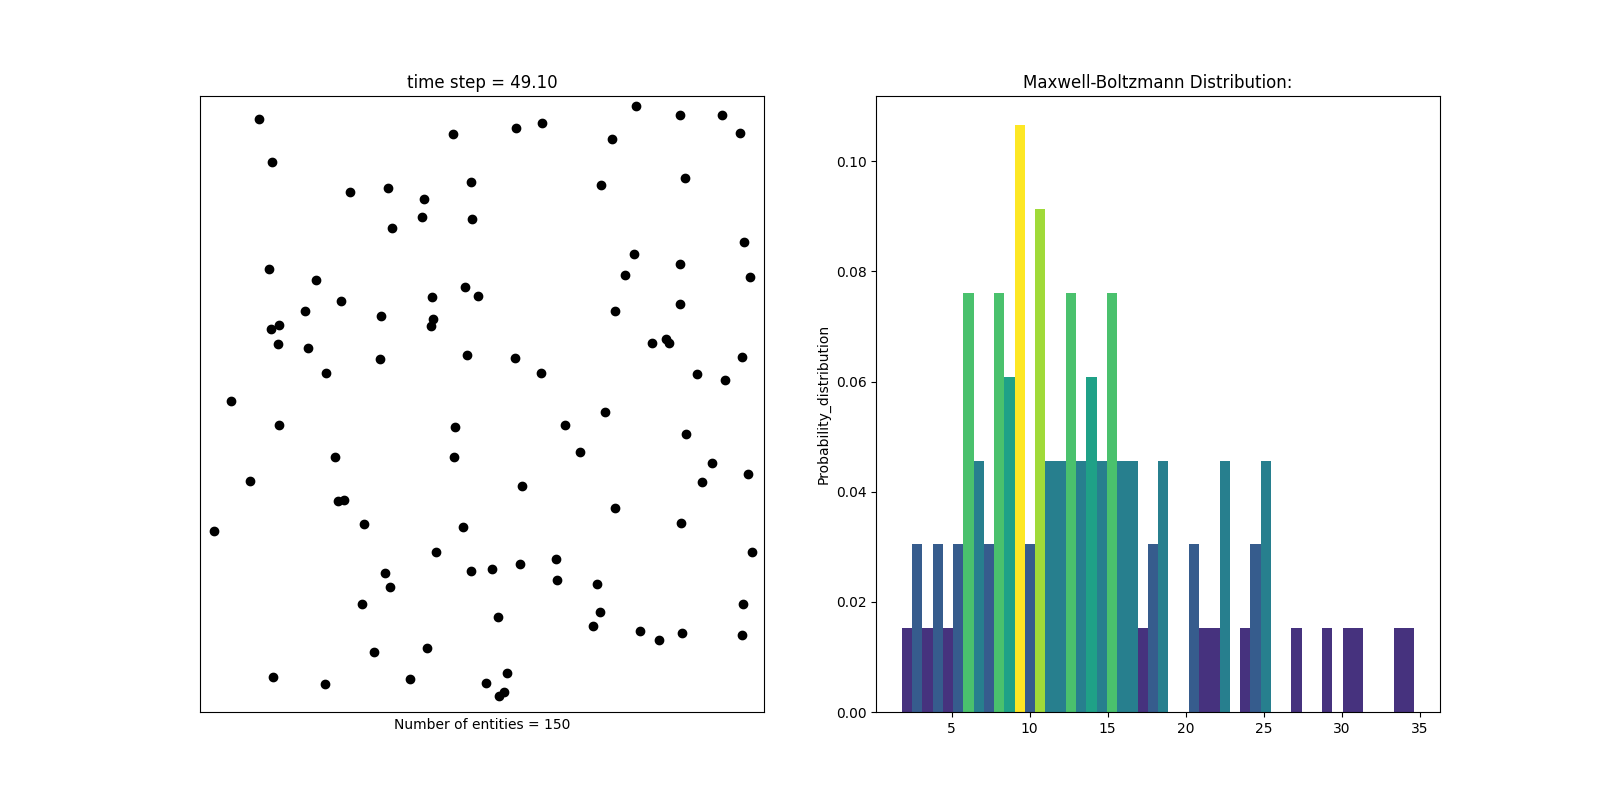 time step = 49.10
Number of entities = 150
Maxwell-Boltzmann Distribution:
Probability_distribution
0.10
0.08
0.06
0.04
0.02
0.00
5 10 15 20 25 30 35